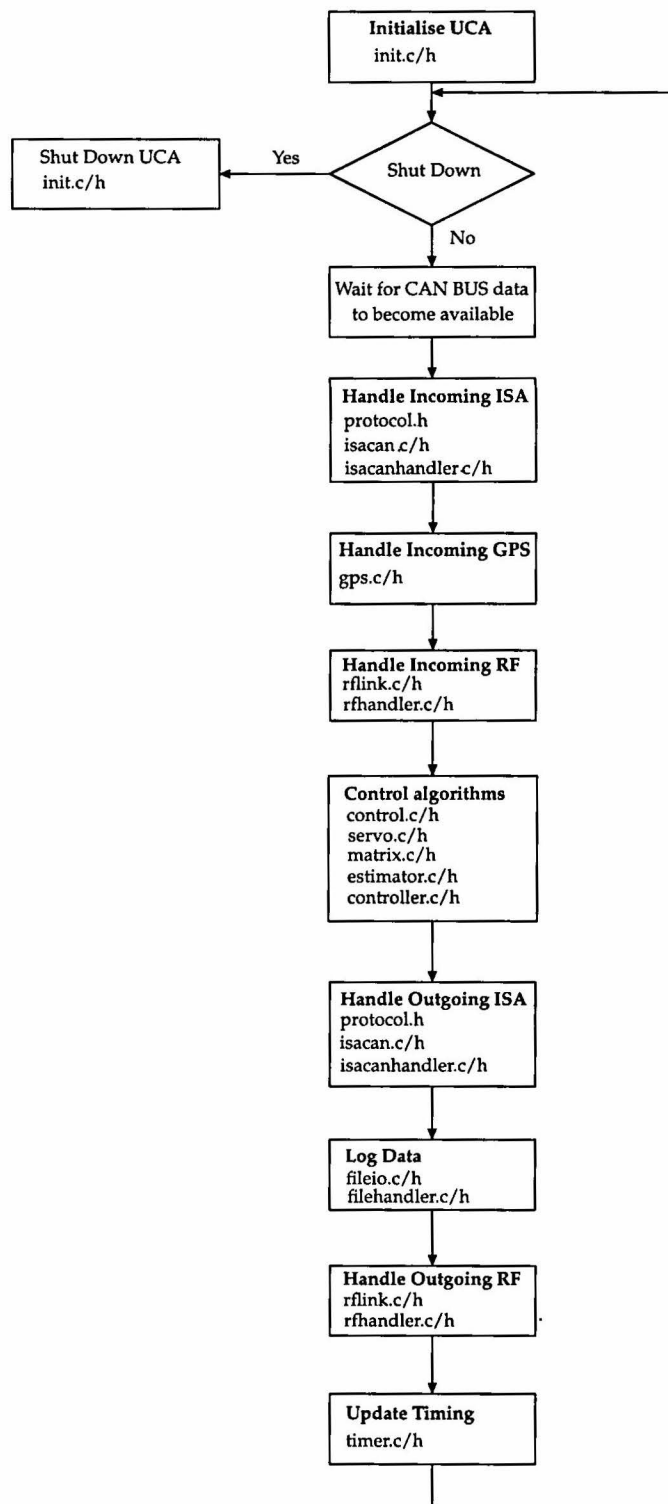 Initialise UCA
init.c/h
Shut Down UCA
init.c/h
Yes
Shut Down
No
Wait for CAN BUS data
to become available
Handle Incoming ISA
protocol.h
isacan.c/h
isacanhandler.c/h
Handle Incoming GPS
gps.c/h
Handle Incoming RF
rflink.c/h
rfhandler.c/h
Control algorithms
control.c/h
servo.c/h
matrix.c/h
estimator.c/h
controller.c/h
Handle Outgoing ISA
protocol.h
isacan.c/h
isacanhandler.c/h
Log Data
fileio.c/h
filehandler.c/h
Handle Outgoing RF
rflink.c/h
rfhandler.c/h
Update Timing
timer.c/h